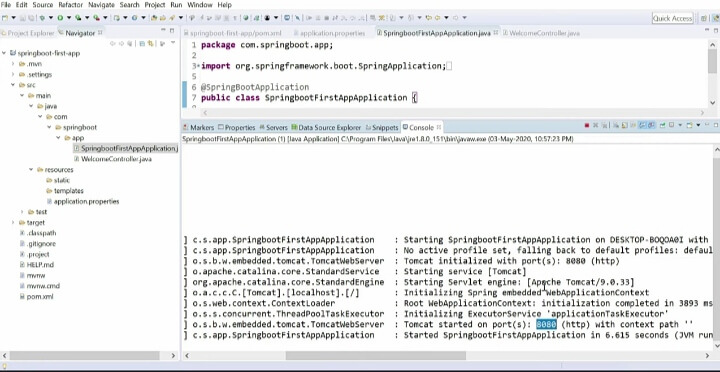 File Edit Source Refactor Navigate Search Project Run Window Help
Quick Access
Project Explorer Navigator
springboot-first-app
.mvn
.settings
src
main
java
com
springboot
app
SpringbootFirstAppApplication.j
WelcomeController.java
resources
static
templates
application.properties
test
target
.classpath
.gitignore
.project
HELP.md
mvnw
mvnw.cmd
pom.xml
springboot-first-app/pom.xml application.properties SpringbootFirstAppApplication.java WelcomeController.java
1 package com.springboot.app;
2
3 import org.springframework.boot.SpringApplication;
6 @SpringBootApplication
7 public class SpringbootFirstAppApplication {
Markers Properties Servers Data Source Explorer Snippets Console
SpringbootFirstAppApplication (1) [Java Application] C:\Program Files\Java\jre1.8.0_151\bin\javaw.exe (03-May-2020, 10:57:23 PM)
] c.s.app.SpringbootFirstAppApplication : Starting SpringbootFirstAppApplication on DESKTOP-BOQOA0I with
] c.s.app.SpringbootFirstAppApplication : No active profile set, falling back to default profiles: defaul
] o.s.b.w.embedded.tomcat.TomcatWebServer : Tomcat initialized with port(s): 8080 (http)
] o.apache.catalina.core.StandardService : Starting service [Tomcat]
] org.apache.catalina.core.StandardEngine : Starting Servlet engine: [Apache Tomcat/9.0.33]
] o.a.c.c.C.[Tomcat].[localhost].[/] : Initializing Spring embedded WebApplicationContext
] o.s.web.context.ContextLoader : Root WebApplicationContext: initialization completed in 3893 ms
] o.s.s.concurrent.ThreadPoolTaskExecutor : Initializing ExecutorService 'applicationTaskExecutor'
] o.s.b.w.embedded.tomcat.TomcatWebServer : Tomcat started on port(s): 8080 (http) with context path ''
] c.s.app.SpringbootFirstAppApplication : Started SpringbootFirstAppApplication in 6.615 seconds (JVM run